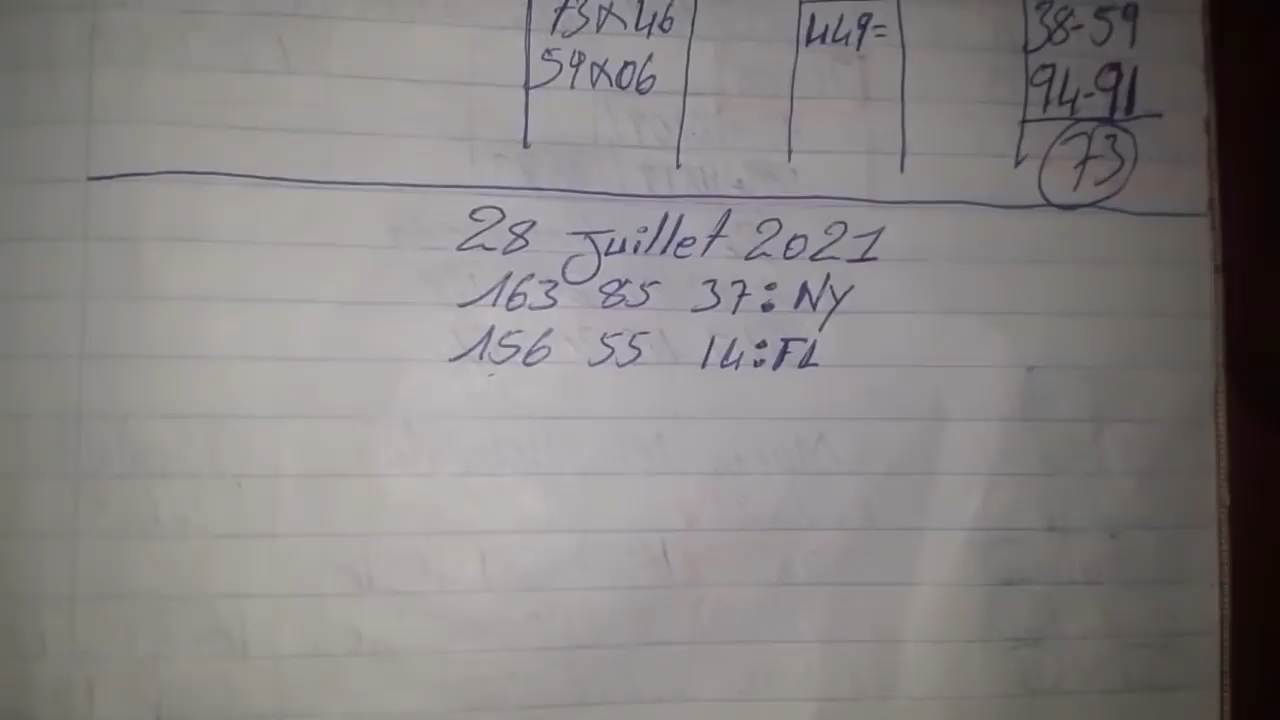 73x46
59x06
449=
38-59
94-91
73
28 juillet 2021
163 85 37:NY
156 55 14:FL